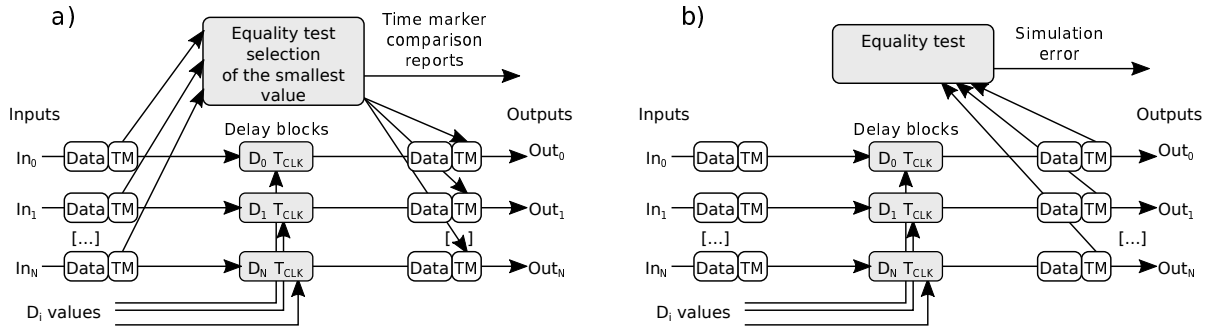 a)
Equality test
selection
of the smallest
value
Time marker
comparison
reports
Inputs
Outputs
Delay blocks
In0 Data TM D0 TCLK Data TM Out0
In1 Data TM D1 TCLK Data TM Out1
[...] [...]
InN Data TM DN TCLK Data TM OutN
Di values
b)
Equality test
Simulation
error
Inputs
Outputs
Delay blocks
In0 Data TM D0 TCLK Data TM Out0
In1 Data TM D1 TCLK Data TM Out1
[...] [...]
InN Data TM DN TCLK Data TM OutN
Di values